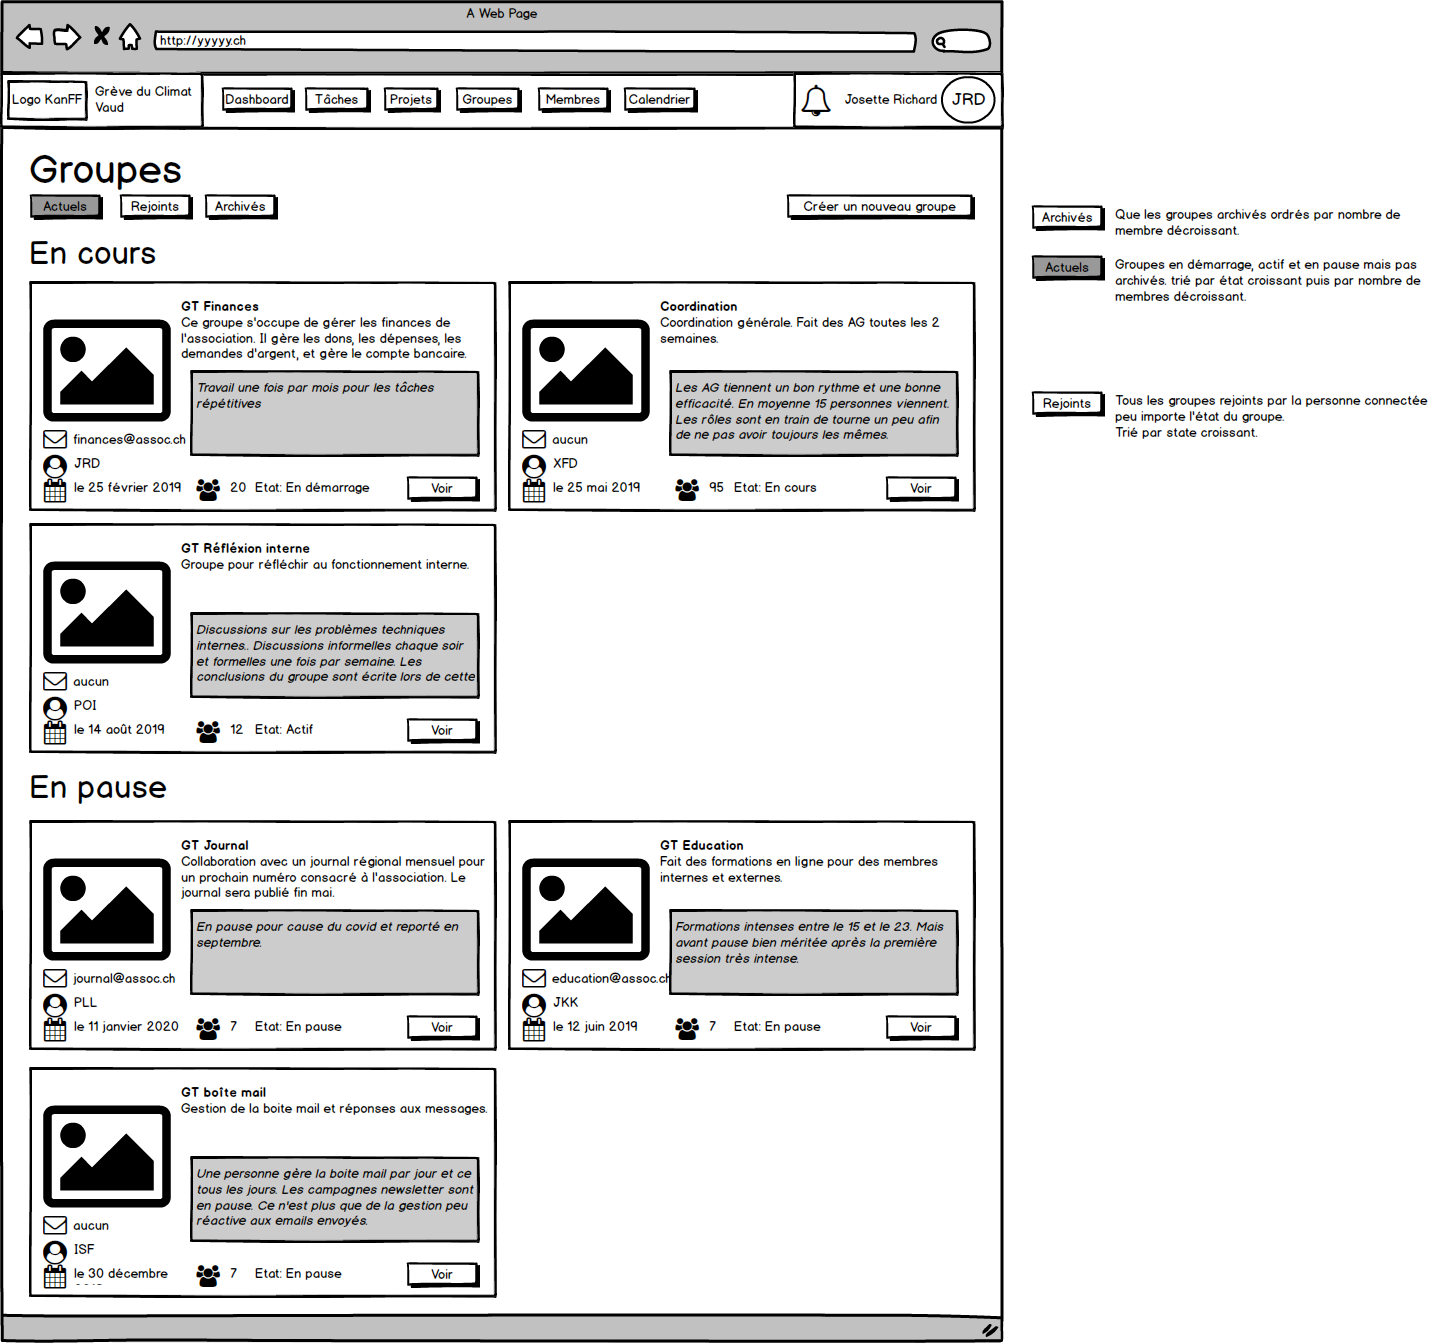 A Web Page
http://yyyyy.ch
Logo KanFF
Grève du Climat
Vaud
Dashboard
Tâches
Projets
Groupes
Membres
Calendrier
Josette Richard
JRD
Groupes
Actuels
Rejoints
Archivés
Créer un nouveau groupe
En cours
GT Finances
Ce groupe s'occupe de gérer les finances de
l'association. Il gère les dons, les dépenses, les
demandes d'argent, et gère le compte bancaire.
Travail une fois par mois pour les tâches
répétitives
finances@assoc.ch
JRD
le 25 février 2019
20
Etat: En démarrage
Voir
Coordination
Coordination générale. Fait des AG toutes les 2
semaines.
Les AG tiennent un bon rythme et une bonne
efficacité. En moyenne 15 personnes viennent.
Les rôles sont en train de tourne un peu afin
de ne pas avoir toujours les mêmes.
aucun
XFD
le 25 mai 2019
95
Etat: En cours
Voir
GT Réfléxion interne
Groupe pour réfléchir au fonctionnement interne.
Discussions sur les problèmes techniques
internes.. Discussions informelles chaque soir
et formelles une fois par semaine. Les
conclusions du groupe sont écrite lors de cette
aucun
POI
le 14 août 2019
12
Etat: Actif
Voir
En pause
GT Journal
Collaboration avec un journal régional mensuel pour
un prochain numéro consacré à l'association. Le
journal sera publié fin mai.
En pause pour cause du covid et reporté en
septembre.
journal@assoc.ch
PLL
le 11 janvier 2020
7
Etat: En pause
Voir
GT Education
Fait des formations en ligne pour des membres
internes et externes.
Formations intenses entre le 15 et le 23. Mais
avant pause bien méritée après la première
session très intense.
education@assoc.ch
JKK
le 12 juin 2019
7
Etat: En pause
Voir
GT boîte mail
Gestion de la boite mail et réponses aux messages.
Une personne gère la boite mail par jour et ce
tous les jours. Les campagnes newsletter sont
en pause. Ce n'est plus que de la gestion peu
réactive aux emails envoyés.
aucun
ISF
le 30 décembre
7
Etat: En pause
Voir
Archivés
Que les groupes archivés ordrés par nombre de
membre décroissant.
Actuels
Groupes en démarrage, actif et en pause mais pas
archivés. trié par état croissant puis par nombre de
membres décroissant.
Rejoints
Tous les groupes rejoints par la personne connectée
peu importe l'état du groupe.
Trié par state croissant.